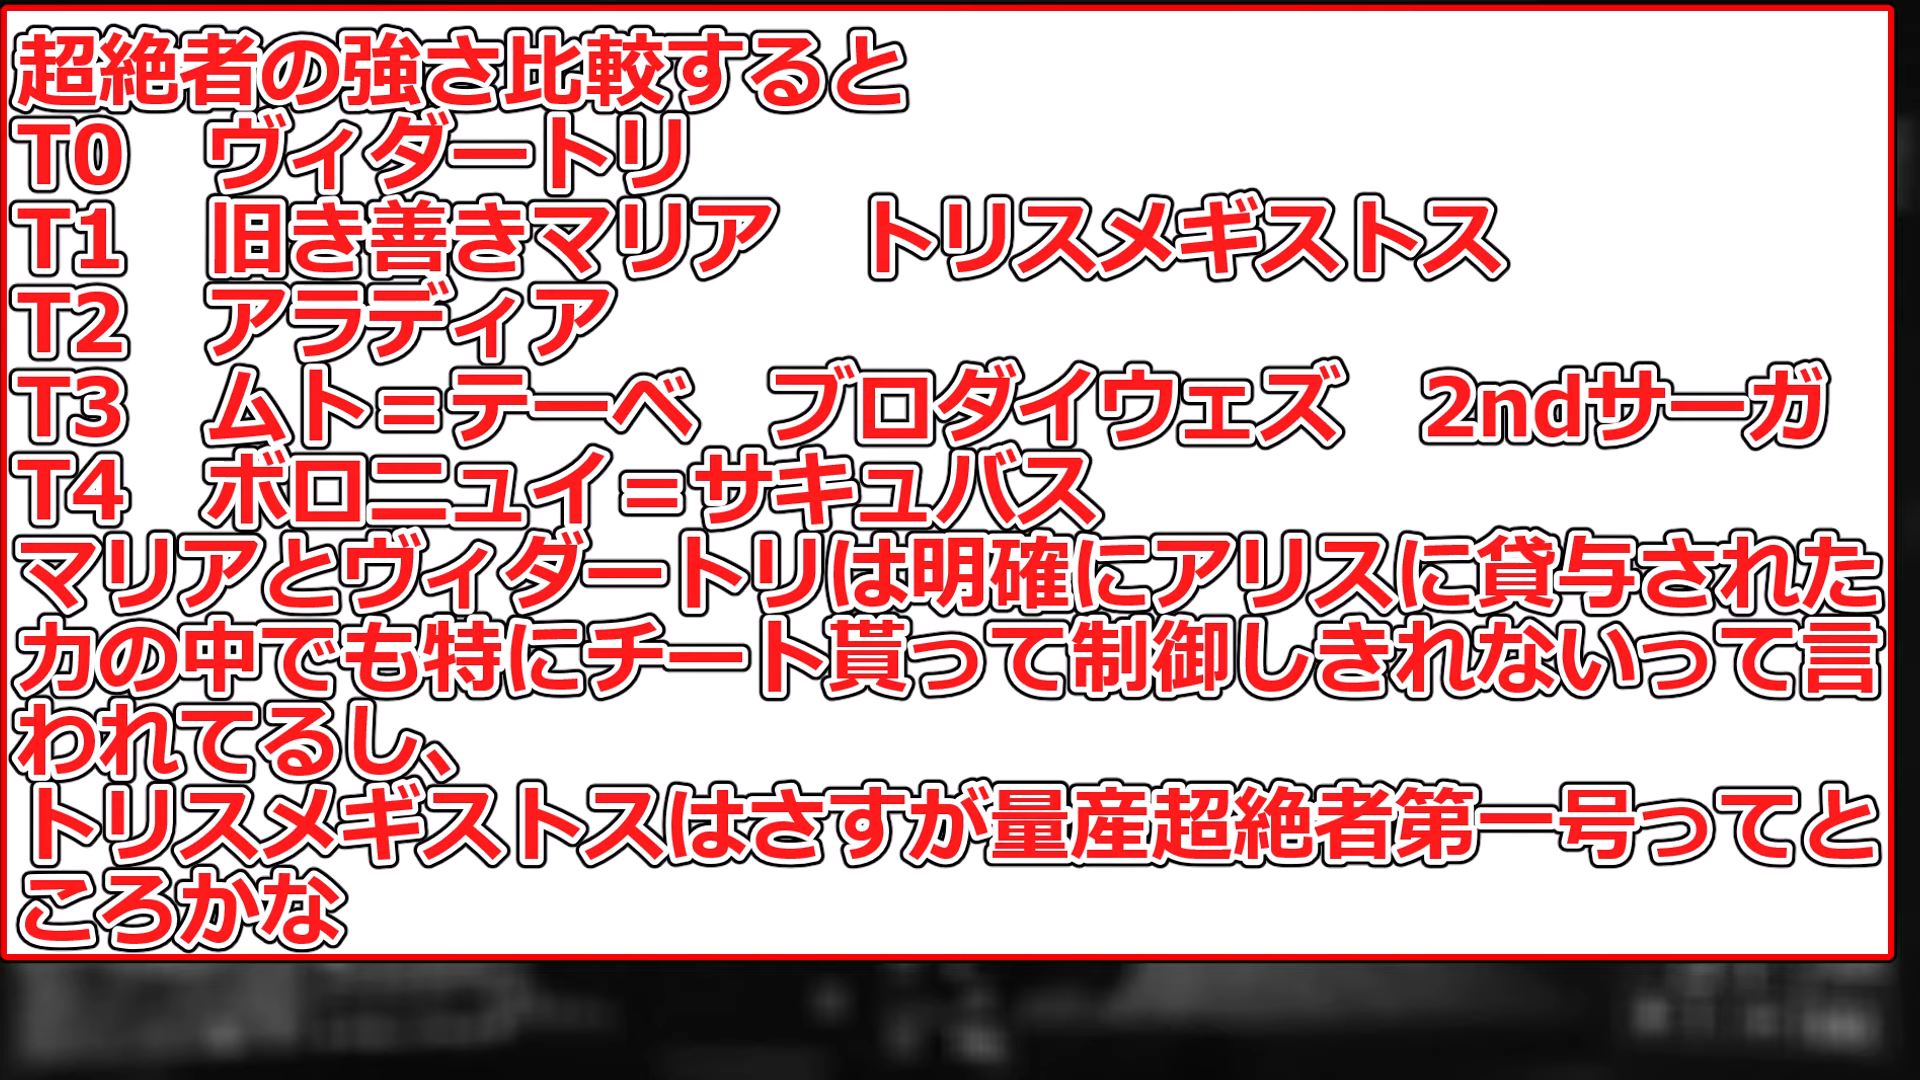 超絶者の強さ比較すると
T0　ヴィダートリ
T1　旧き善きマリア　トリスメギストス
T2　アラディア
T3　ムト＝テーベ　ブロダイウェズ　2ndサーガ
T4　ボロニュイ＝サキュバス
マリアとヴィダートリは明確にアリスに貸与された
力の中でも特にチート貰って制御しきれないって言
われてるし、
トリスメギストスはさすが量産超絶者第一号ってと
ころかな